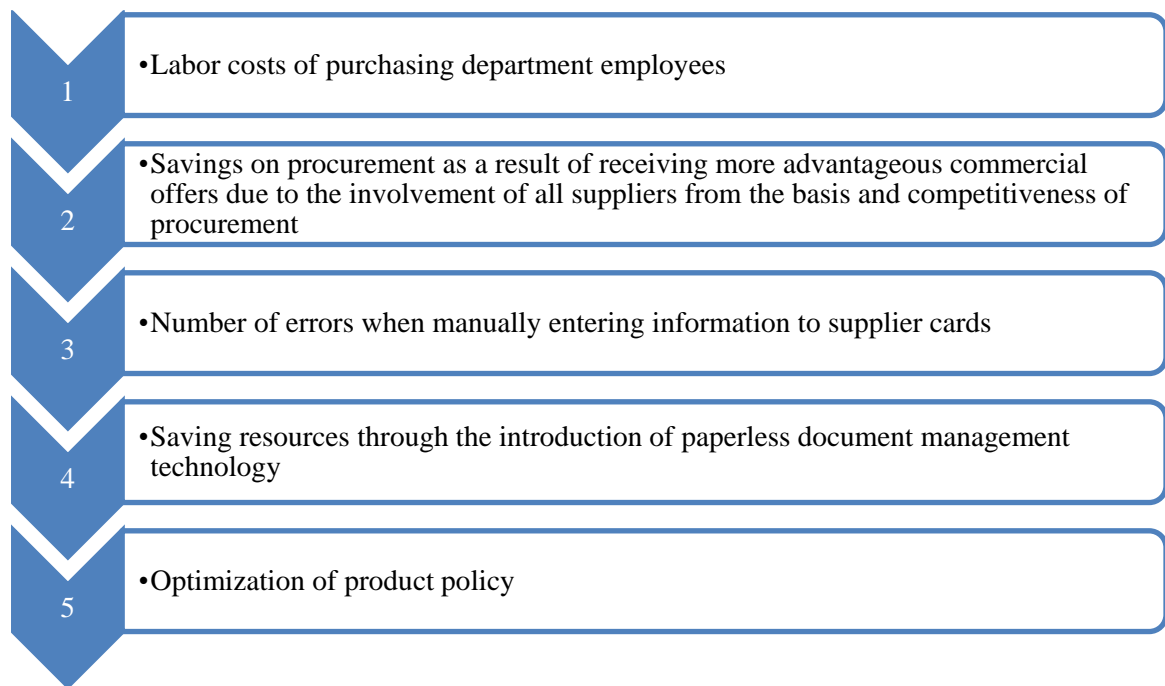 1
•Labor costs of purchasing department employees
2
•Savings on procurement as a result of receiving more advantageous commercial
offers due to the involvement of all suppliers from the basis and competitiveness of
procurement
3
•Number of errors when manually entering information to supplier cards
4
•Saving resources through the introduction of paperless document management
technology
5
•Optimization of product policy